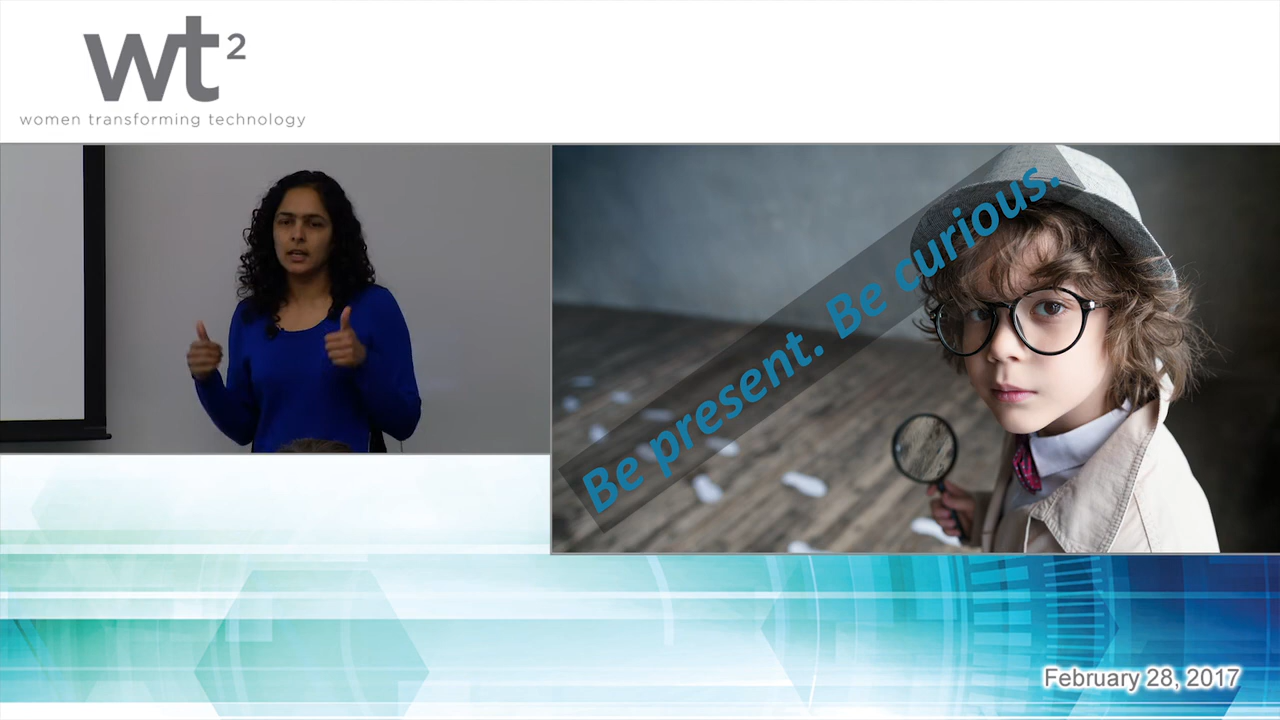 wt2
women transforming technology
Be present. Be curious.
February 28, 2017